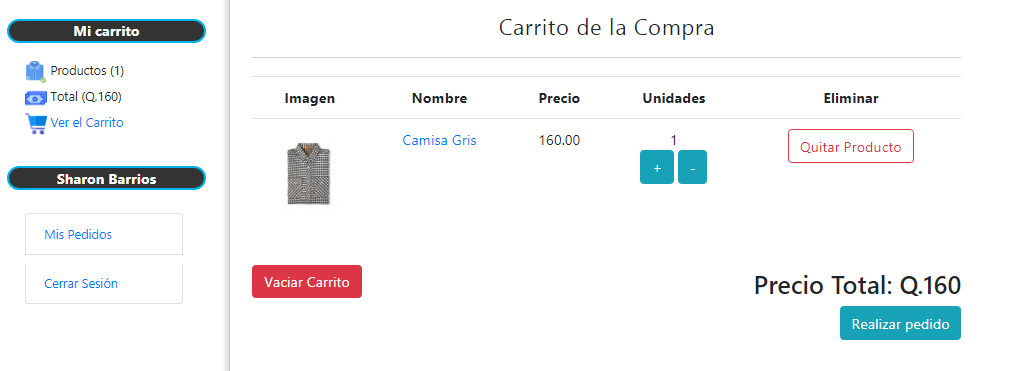 Mi carrito
Productos (1)
Total (Q.160)
Ver el Carrito
Sharon Barrios
Mis Pedidos
Cerrar Sesión
Carrito de la Compra
Imagen Nombre Precio Unidades Eliminar
Camisa Gris 160.00 1 Quitar Producto
+ -
Vaciar Carrito
Precio Total: Q.160
Realizar pedido